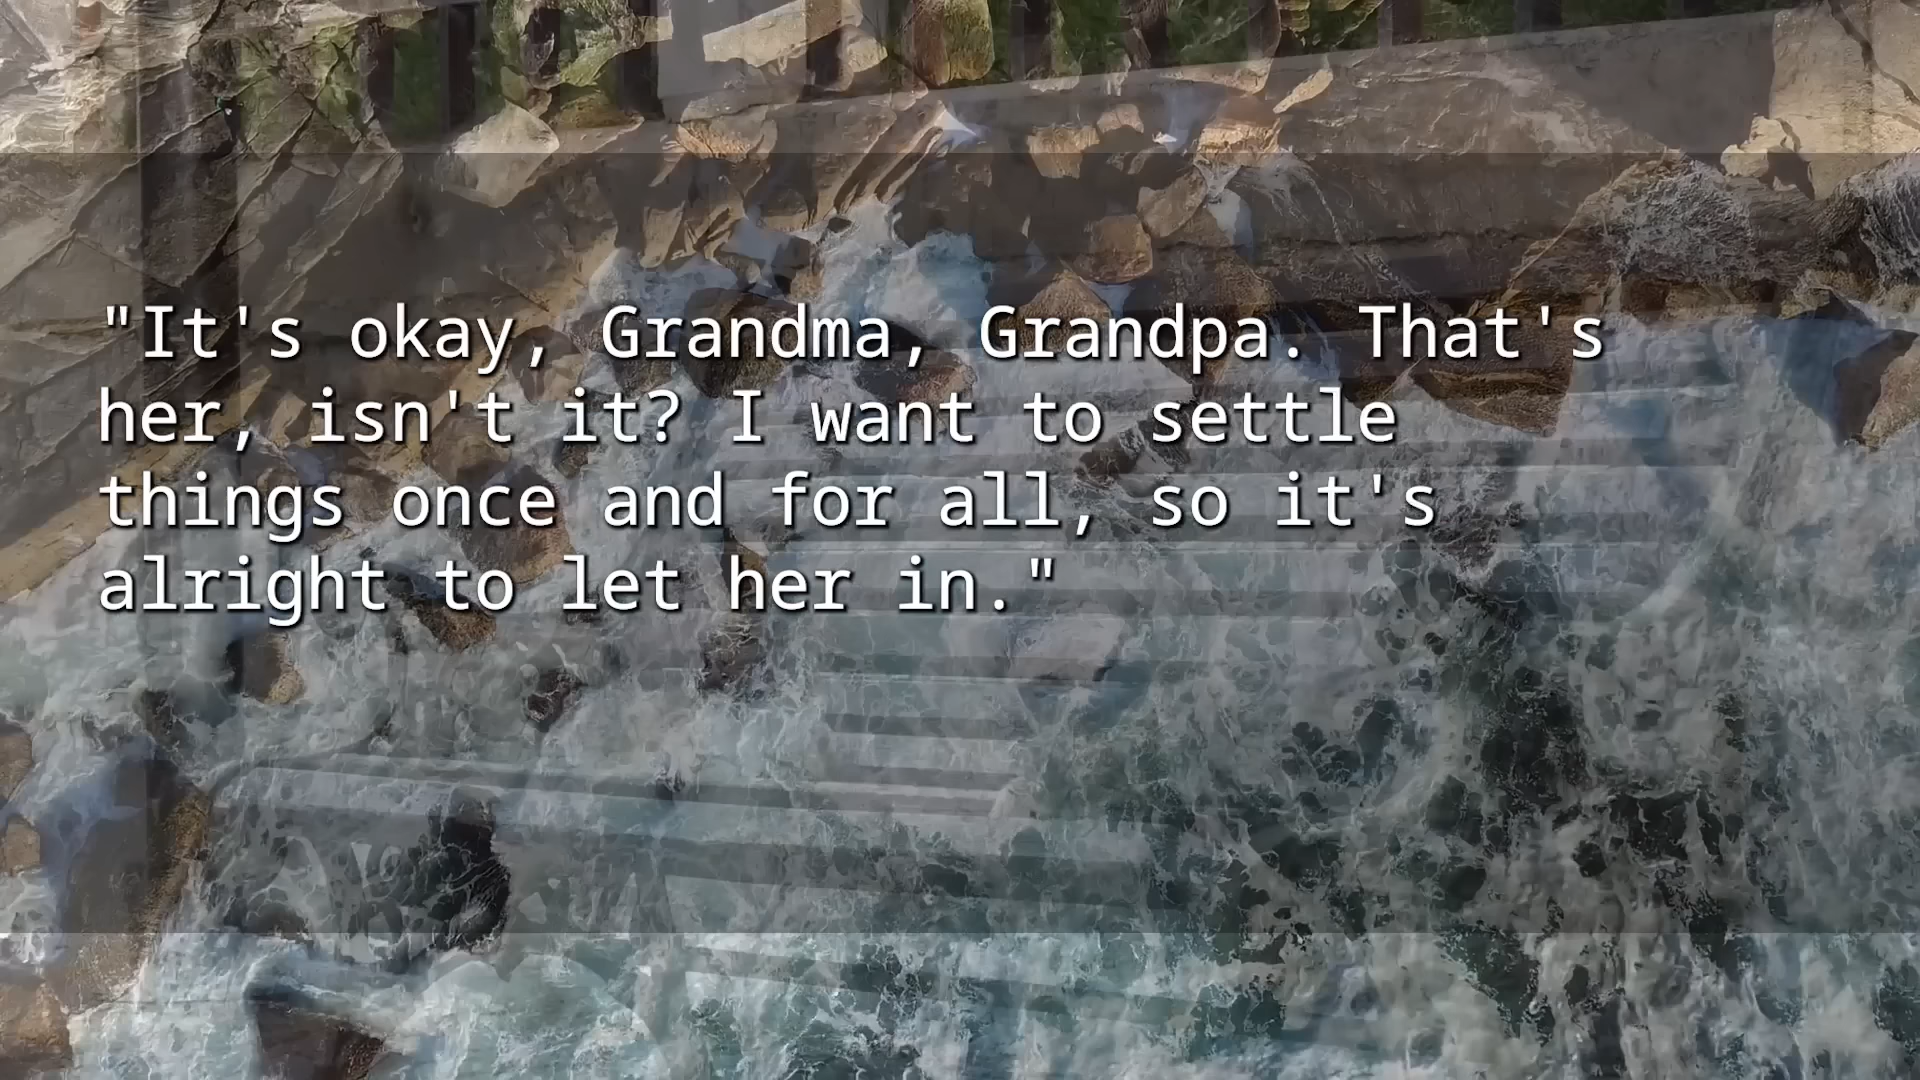 "It's okay, Grandma, Grandpa. That's
her, isn't it? I want to settle
things once and for all, so it's
alright to let her in."